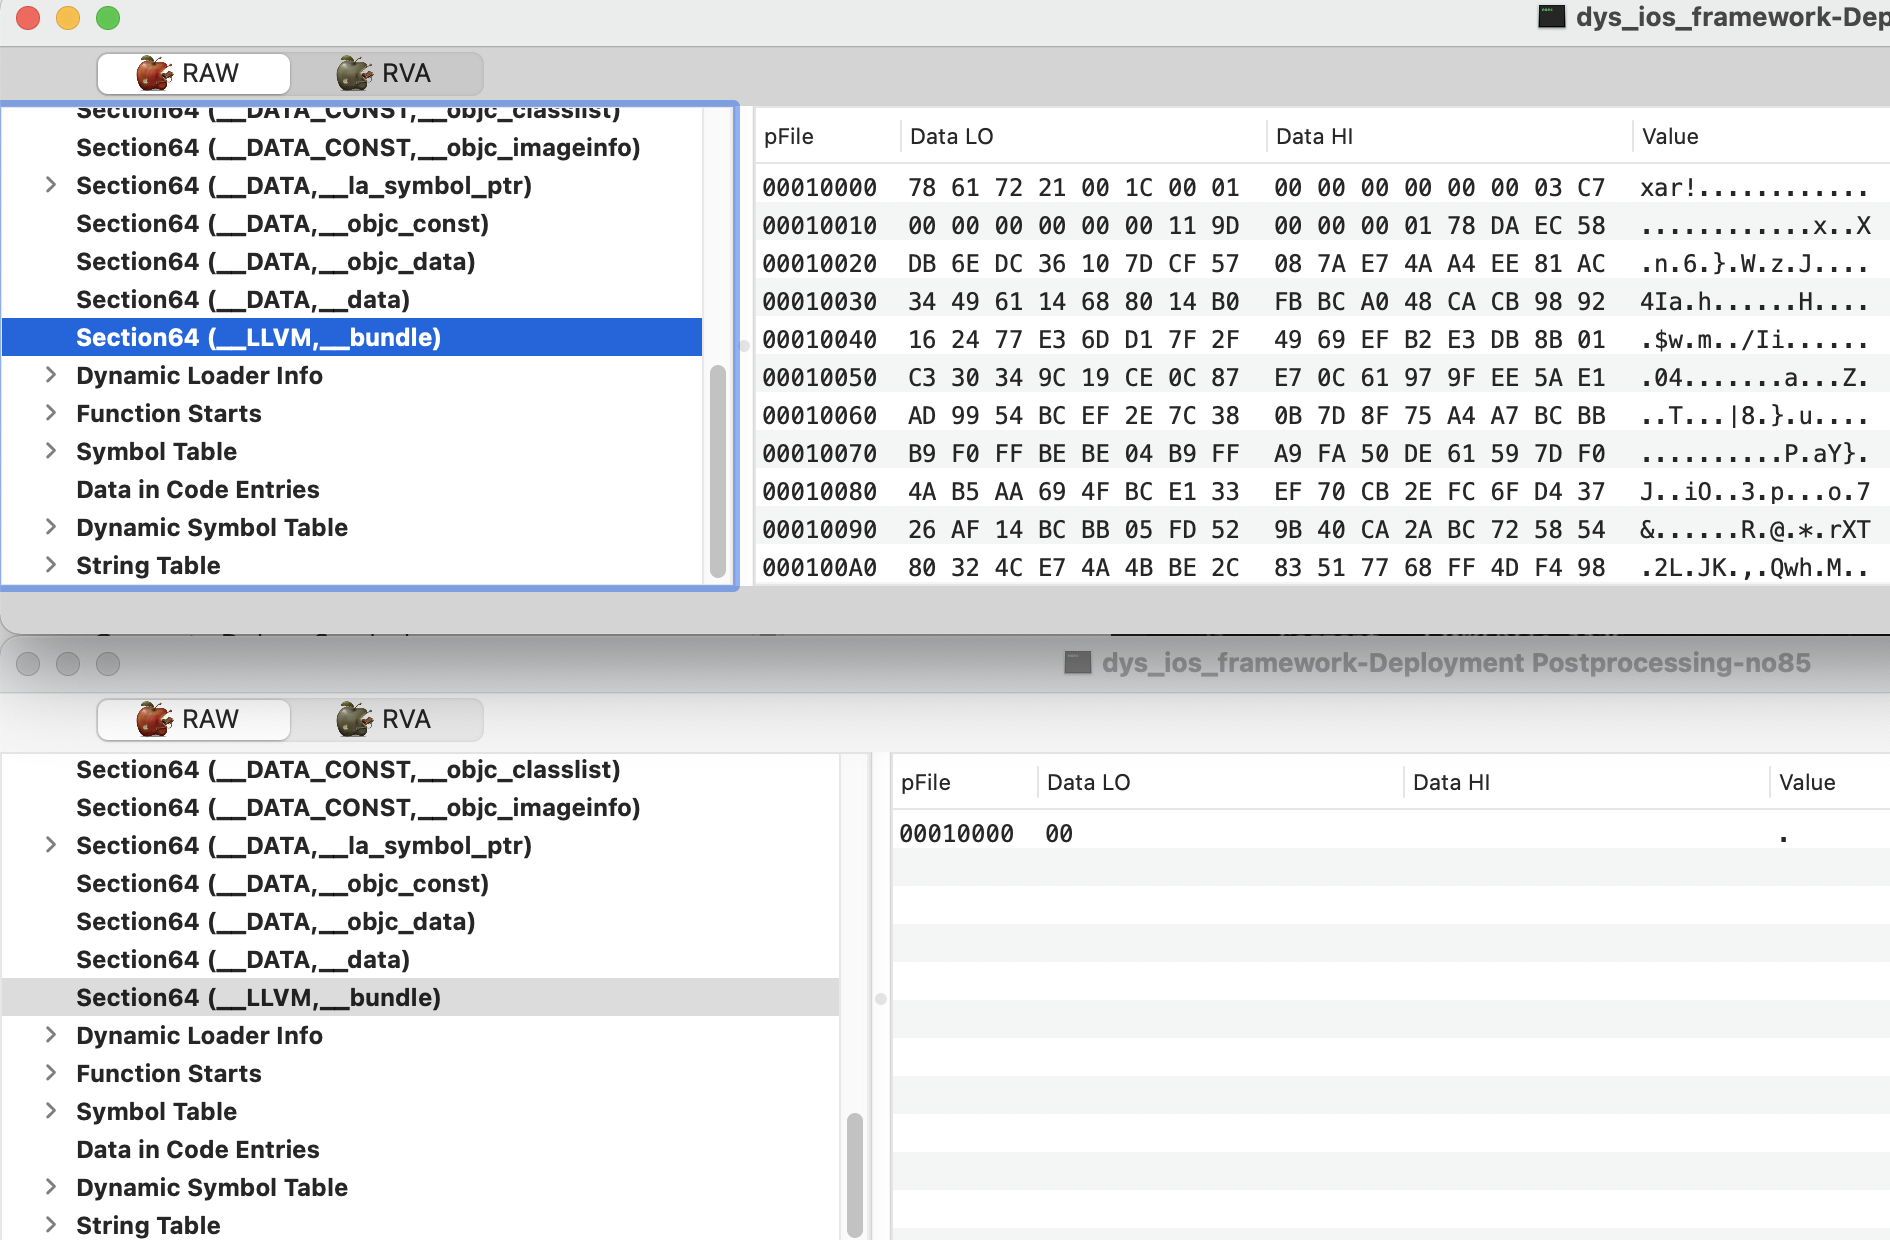 dys_ios_framework-Dep
RAW RVA
Section64 (__DATA_CONST,__objc_classlist)
Section64 (__DATA_CONST,__objc_imageinfo)
Section64 (__DATA,__la_symbol_ptr)
Section64 (__DATA,__objc_const)
Section64 (__DATA,__objc_data)
Section64 (__DATA,__data)
Section64 (__LLVM,__bundle)
Dynamic Loader Info
Function Starts
Symbol Table
Data in Code Entries
Dynamic Symbol Table
String Table
pFile Data LO Data HI Value
00010000 78 61 72 21 00 1C 00 01 00 00 00 00 00 00 03 C7 xar!............
00010010 00 00 00 00 00 00 11 9D 00 00 00 01 78 DA EC 58 ............x..X
00010020 DB 6E DC 36 10 7D CF 57 08 7A E7 4A A4 EE 81 AC .n.6.}.W.z.J....
00010030 34 49 61 14 68 80 14 B0 FB BC A0 48 CA CB 98 92 4Ia.h......H....
00010040 16 24 77 E3 6D D1 7F 2F 49 69 EF B2 E3 DB 8B 01 .$w.m../Ii......
00010050 C3 30 34 9C 19 CE 0C 87 E7 0C 61 97 9F EE 5A E1 .04.......a...Z.
00010060 AD 99 54 BC EF 2E 7C 38 0B 7D 8F 75 A4 A7 BC BB ..T...|8.}.u....
00010070 B9 F0 FF BE BE 04 B9 FF A9 FA 50 DE 61 59 7D F0 ..........P.aY}.
00010080 4A B5 AA 69 4F BC E1 33 EF 70 CB 2E FC 6F D4 37 J..iO..3.p...o.7
00010090 26 AF 14 BC BB 05 FD 52 9B 40 CA 2A BC 72 58 54 &......R.@.*.rXT
000100A0 80 32 4C E7 4A 4B BE 2C 83 51 77 68 FF 4D F4 98 .2L.JK.,.Qwh.M..
dys_ios_framework-Deployment Postprocessing-no85
RAW RVA
Section64 (__DATA_CONST,__objc_classlist)
Section64 (__DATA_CONST,__objc_imageinfo)
Section64 (__DATA,__la_symbol_ptr)
Section64 (__DATA,__objc_const)
Section64 (__DATA,__objc_data)
Section64 (__DATA,__data)
Section64 (__LLVM,__bundle)
Dynamic Loader Info
Function Starts
Symbol Table
Data in Code Entries
Dynamic Symbol Table
String Table
pFile Data LO Data HI Value
00010000 00 .